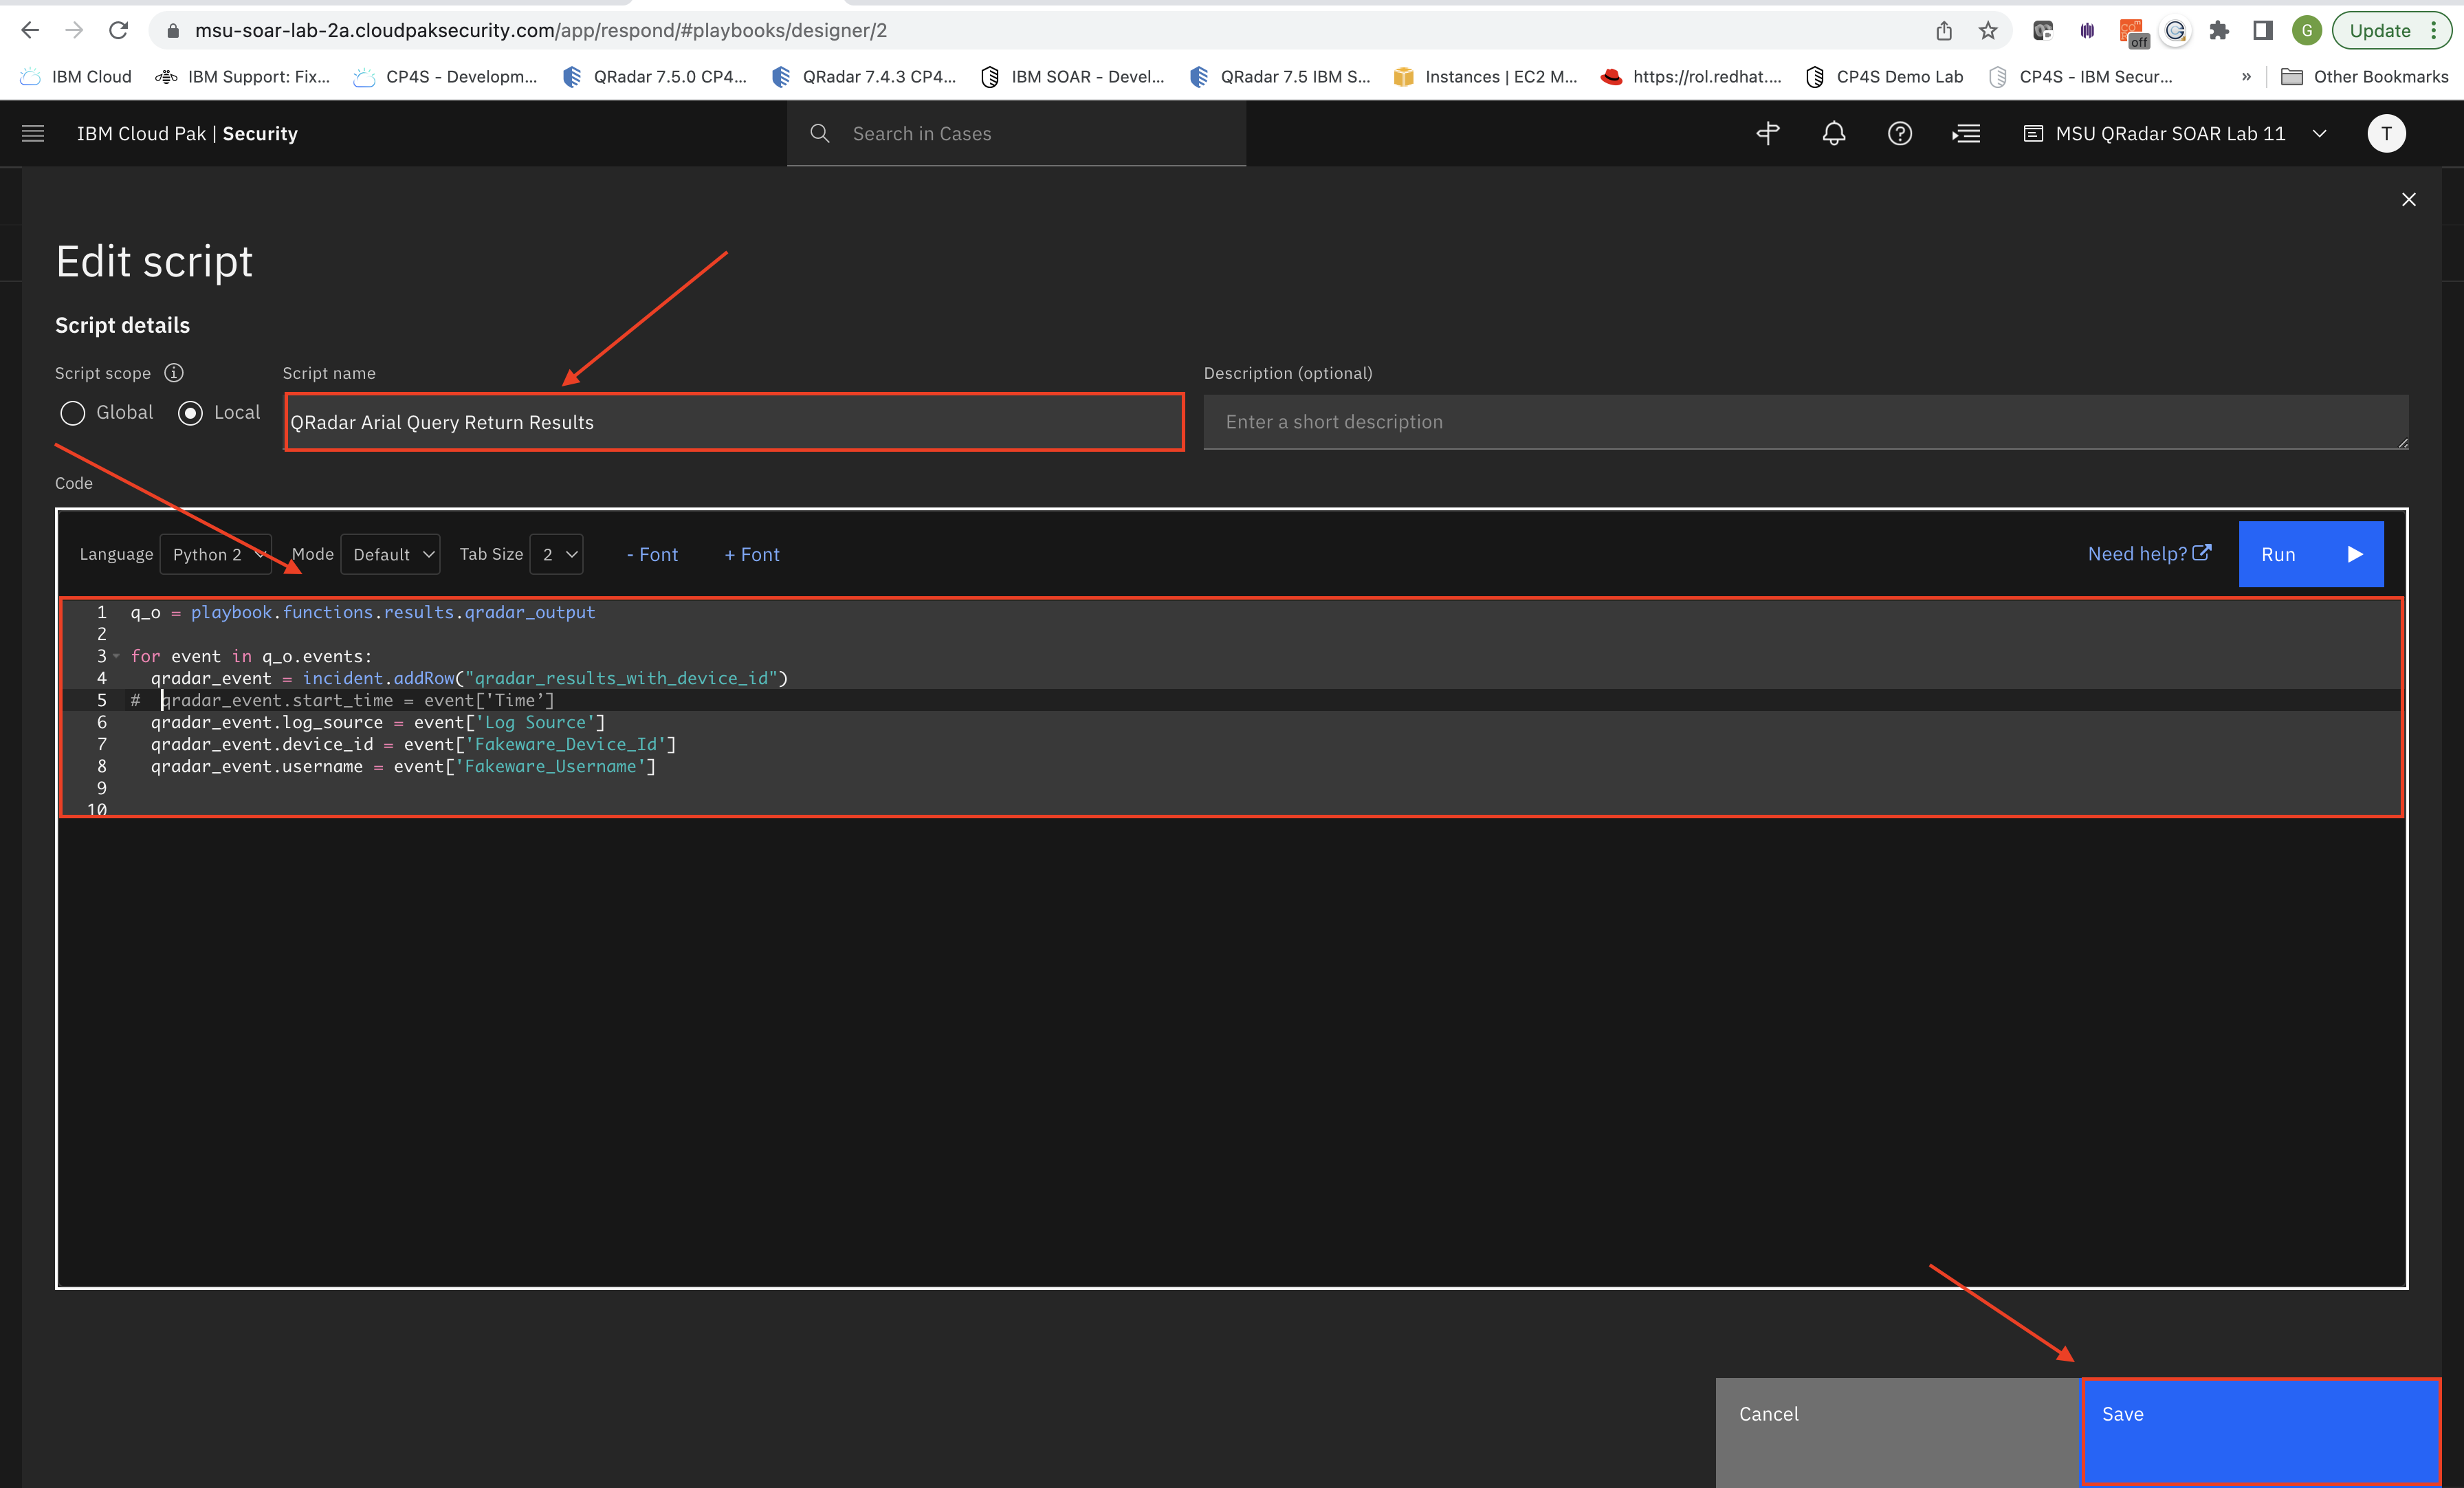 msu-soar-lab-2a.cloudpaksecurity.com/app/respond/#playbooks/designer/2
off
G
Update
IBM Cloud
IBM Support: Fix...
CP4S - Developm...
QRadar 7.5.0 CP4...
QRadar 7.4.3 CP4...
IBM SOAR - Devel...
QRadar 7.5 IBM S...
Instances | EC2 M...
https://rol.redhat....
CP4S Demo Lab
CP4S - IBM Secur...
»
Other Bookmarks
IBM Cloud Pak | Security
Search in Cases
MSU QRadar SOAR Lab 11
T
Edit script
Script details
Script scope
Script name
Description (optional)
Global
Local
QRadar Arial Query Return Results
Enter a short description
Code
Language
Python 2
Mode
Default
Tab Size
2
- Font
+ Font
Need help?
Run
1 q_o = playbook.functions.results.qradar_output
2
3 for event in q_o.events:
4 qradar_event = incident.addRow("qradar_results_with_device_id")
5 # qradar_event.start_time = event['Time’]
6 qradar_event.log_source = event['Log Source']
7 qradar_event.device_id = event['Fakeware_Device_Id']
8 qradar_event.username = event['Fakeware_Username']
9
10
Cancel
Save